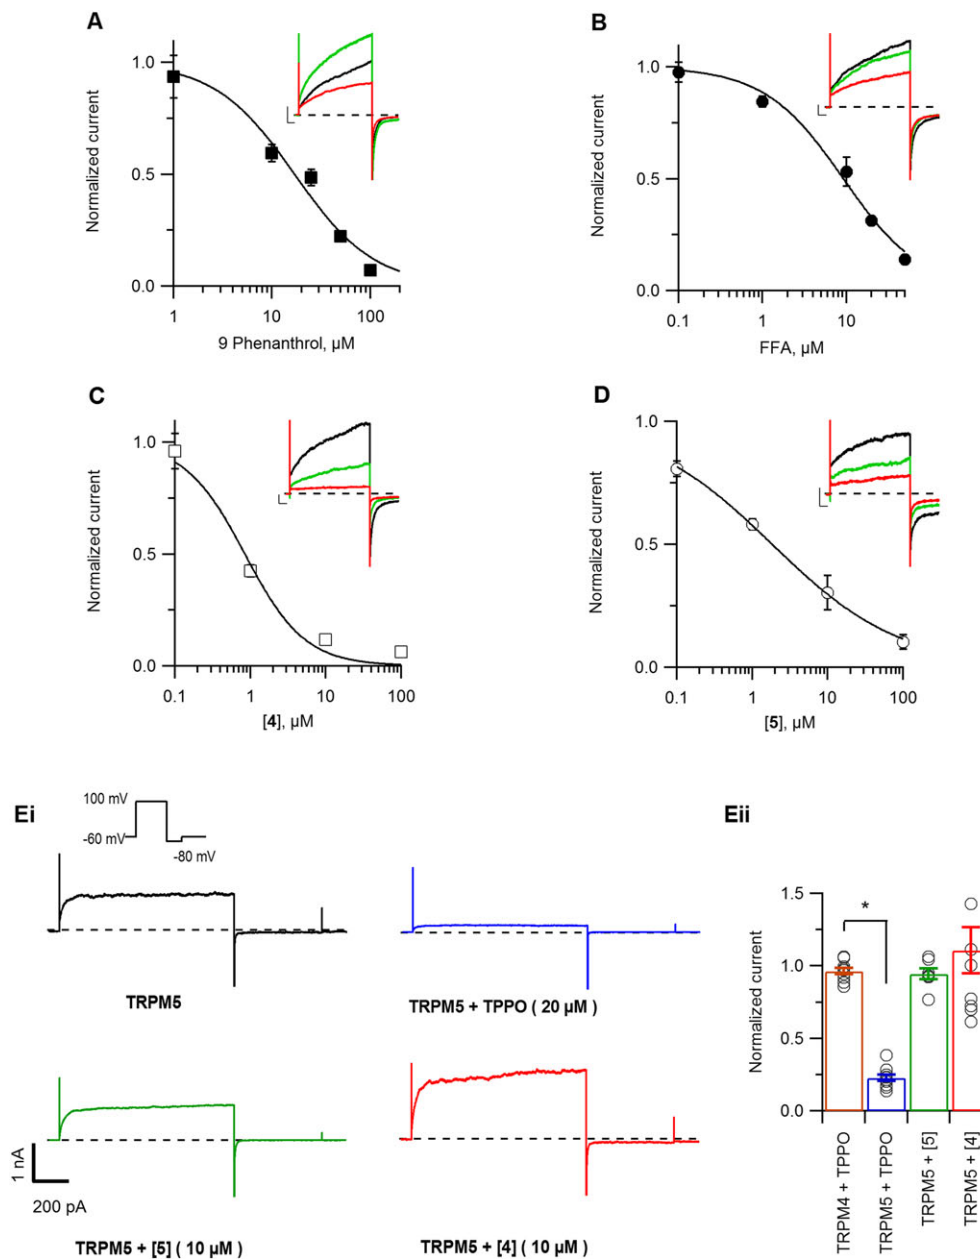 A
Normalized current
1.0
0.5
0.0
1
10
100
9 Phenanthrol, µM
B
Normalized current
1.0
0.5
0.0
0.1
1
10
FFA, µM
C
Normalized current
1.0
0.5
0.0
0.1
1
10
100
[4], µM
D
Normalized current
1.0
0.5
0.0
0.1
1
10
100
[5], µM
Ei
100 mV
-60 mV
-80 mV
TRPM5
TRPM5 + TPPO ( 20 µM )
1 nA
200 pA
TRPM5 + [5] ( 10 µM )
TRPM5 + [4] ( 10 µM )
Eii
Normalized current
1.5
1.0
0.5
0.0
*
TRPM4 + TPPO
TRPM5 + TPPO
TRPM5 + [5]
TRPM5 + [4]